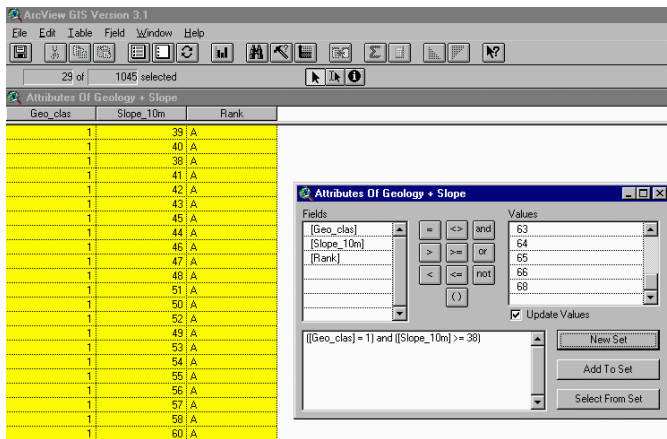 ArcView GIS Version 3.1
File Edit Table Field Window Help
29 of 1045 selected
Attributes Of Geology + Slope
Geo_clas Slope_10m Rank
1 39 A
1 40 A
1 38 A
1 41 A
1 42 A
1 43 A
1 45 A
1 44 A
1 46 A
1 47 A
1 48 A
1 51 A
1 50 A
1 52 A
1 49 A
1 53 A
1 54 A
1 55 A
1 56 A
1 57 A
1 58 A
1 60 A
Attributes Of Geology + Slope
Fields Values
[Geo_clas] = <> and 63
[Slope_10m] 64
[Rank] > >= or 65
66
< <= not 68
( )
Update Values
([Geo_clas] = 1) and ([Slope_10m] >= 38)
New Set
Add To Set
Select From Set